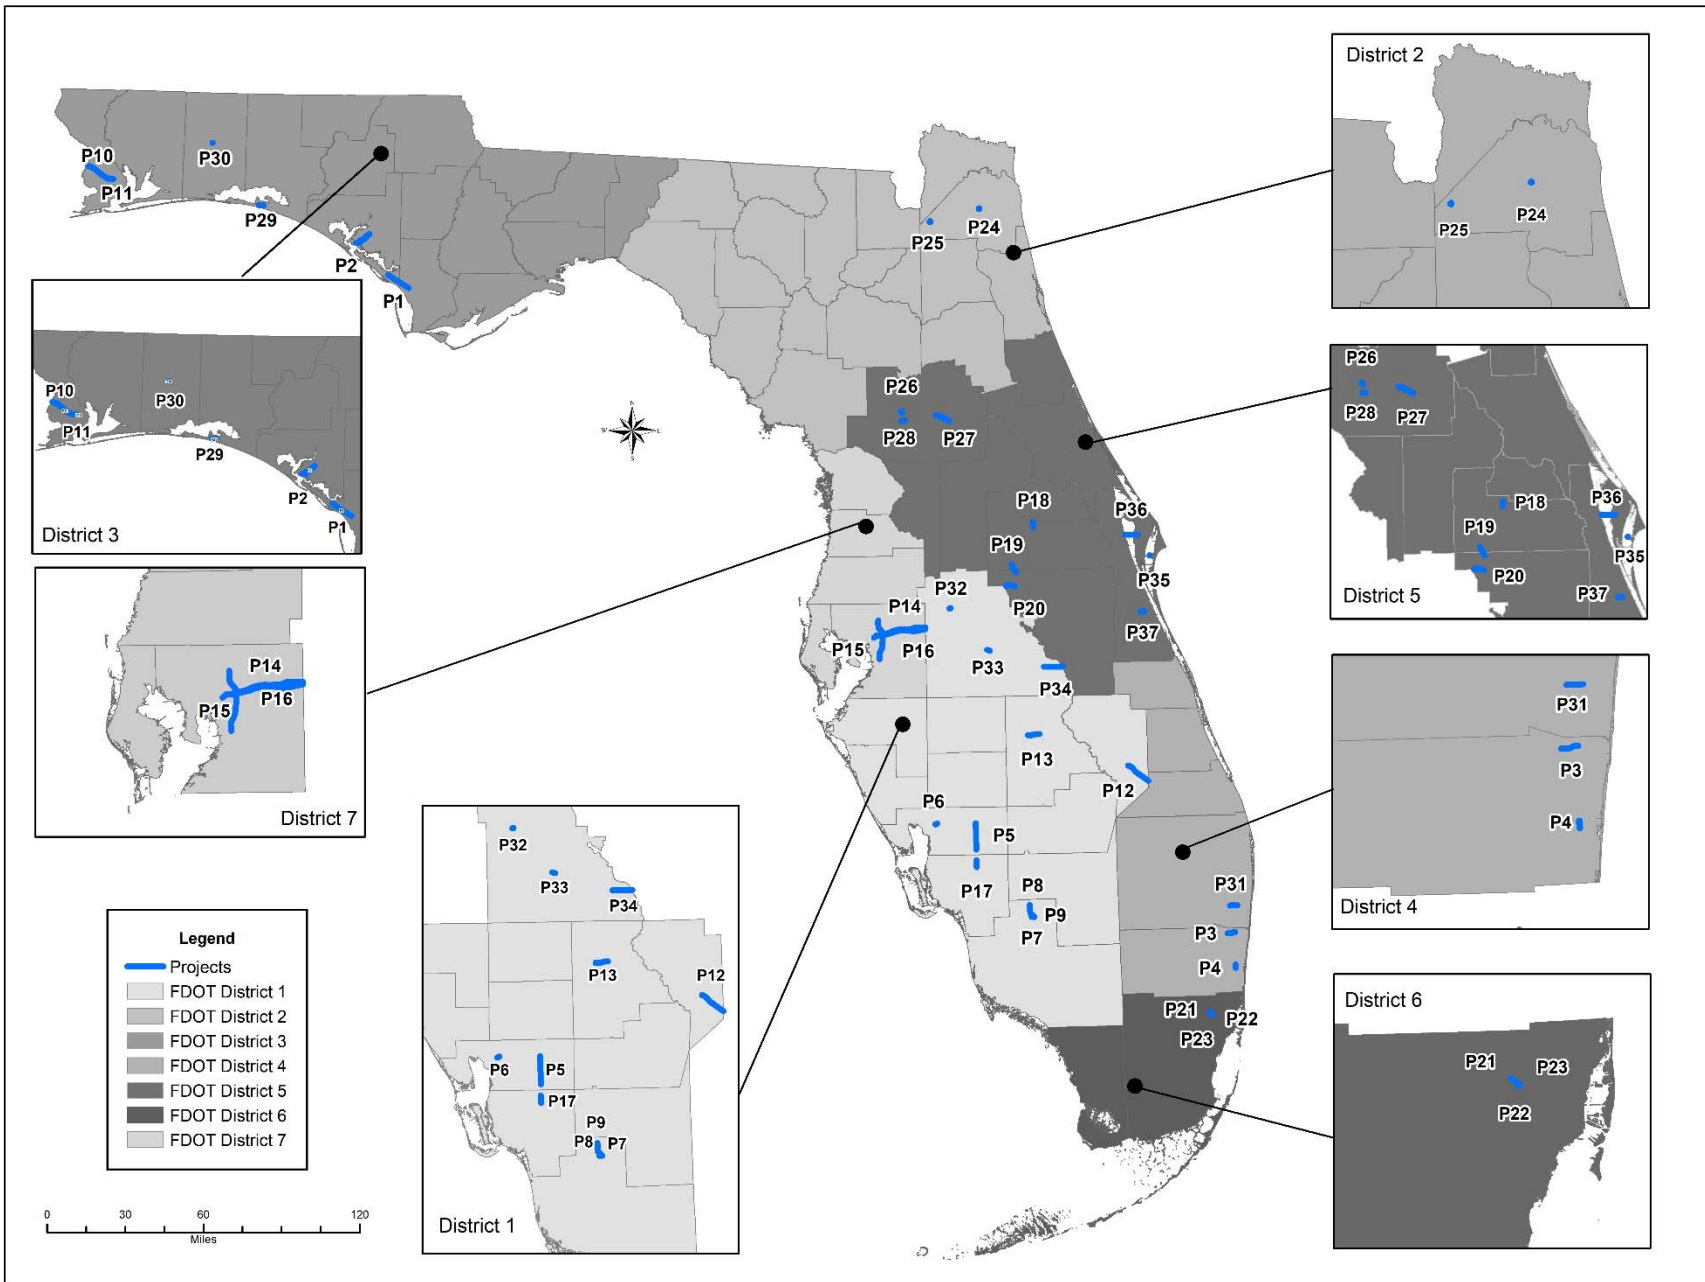 District 2
P24
P25
P10
P11
P30
P29
P2
P1
P25
P24
P10
P11
P30
P29
P2
P1
District 3
P26
P28
P27
P18
P19
P20
P36
P35
P37
District 5
P26
P28
P27
P18
P19
P20
P36
P35
P37
P32
P14
P15
P16
P33
P34
P14
P15
P16
District 7
P31
P3
P4
District 4
P13
P12
P6
P5
P17
P8
P9
P7
P31
P3
P4
P21
P22
P23
P32
P33
P34
P13
P12
P6
P5
P17
P9
P8
P7
District 1
District 6
P21
P23
P22
Legend
Projects
FDOT District 1
FDOT District 2
FDOT District 3
FDOT District 4
FDOT District 5
FDOT District 6
FDOT District 7
0 30 60 120
Miles